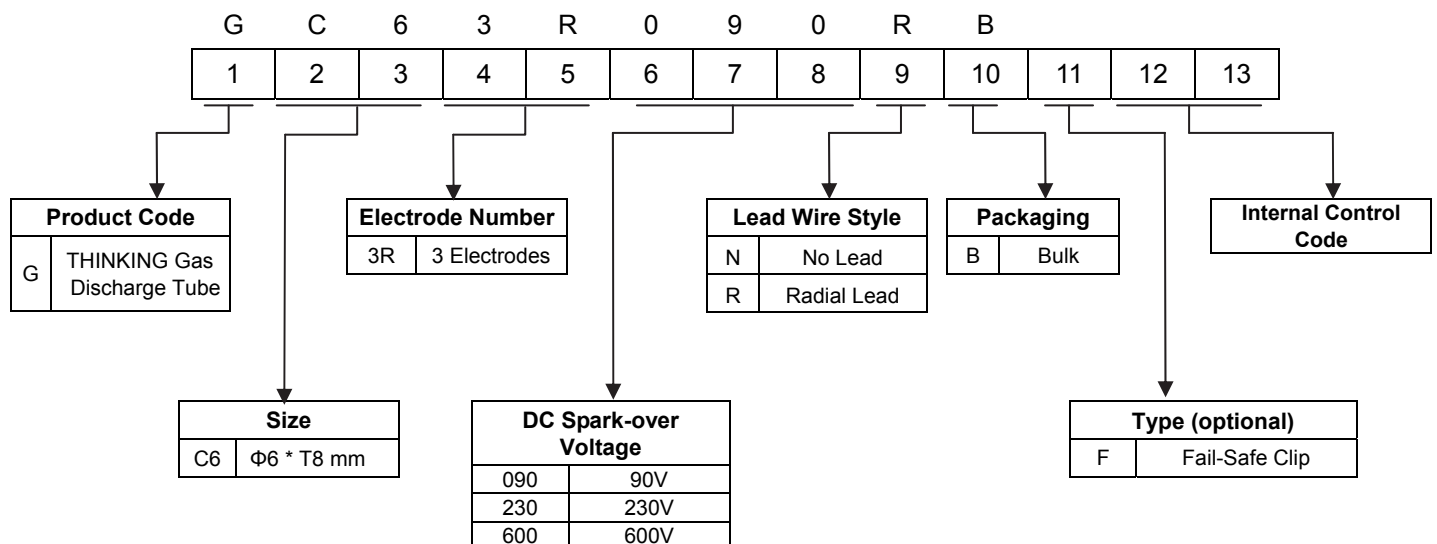 G C 6 3 R 0 9 0 R B
1 2 3 4 5 6 7 8 9 10 11 12 13
Product Code
G THINKING Gas
Discharge Tube
Electrode Number
3R 3 Electrodes
Lead Wire Style
N No Lead
R Radial Lead
Packaging
B Bulk
Internal Control
Code
Size
C6 Φ6 * T8 mm
DC Spark-over
Voltage
090 90V
230 230V
600 600V
Type (optional)
F Fail-Safe Clip